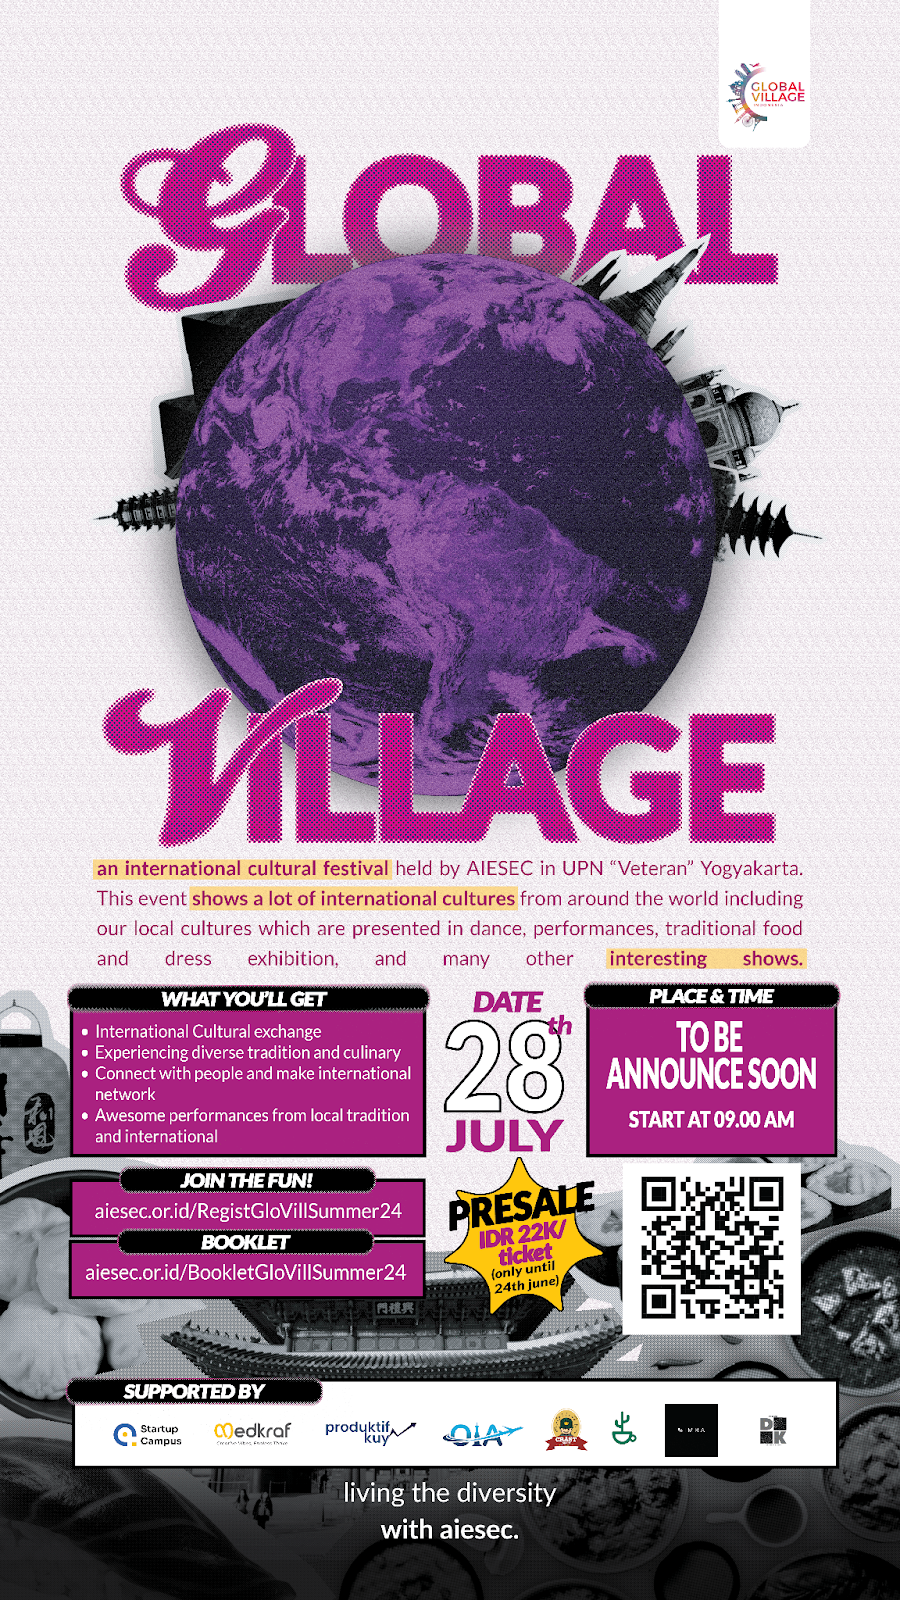 GLOBAL
VILLAGE
INDONESIA
GLOBAL
VILLAGE
an international cultural festival held by AIESEC in UPN “Veteran” Yogyakarta.
This event shows a lot of international cultures from around the world including
our local cultures which are presented in dance, performances, traditional food
and dress exhibition, and many other interesting shows.
WHAT YOU'LL GET
• International Cultural exchange
• Experiencing diverse tradition and culinary
• Connect with people and make international
network
• Awesome performances from local tradition
and international
DATE
28th
JULY
PLACE & TIME
TO BE
ANNOUNCE SOON
START AT 09.00 AM
JOIN THE FUN!
aiesec.or.id/RegistGloVillSummer24
BOOKLET
aiesec.or.id/BookletGloVillSummer24
PRESALE
IDR 22K/
ticket
(only until
24th june)
SUPPORTED BY
Startup
Campus
Medkraf
produktif
kuy
OIA
CRAST
living the diversity
with aiesec.